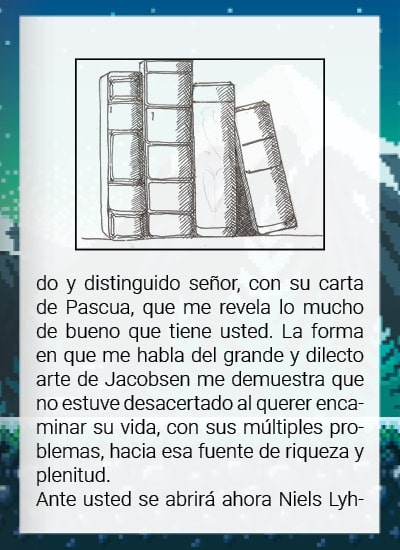 do y distinguido señor, con su carta
de Pascua, que me revela lo mucho
de bueno que tiene usted. La forma
en que me habla del grande y dilecto
arte de Jacobsen me demuestra que
no estuve desacertado al querer enca-
minar su vida, con sus múltiples pro-
blemas, hacia esa fuente de riqueza y
plenitud.
Ante usted se abrirá ahora Niels Lyh-